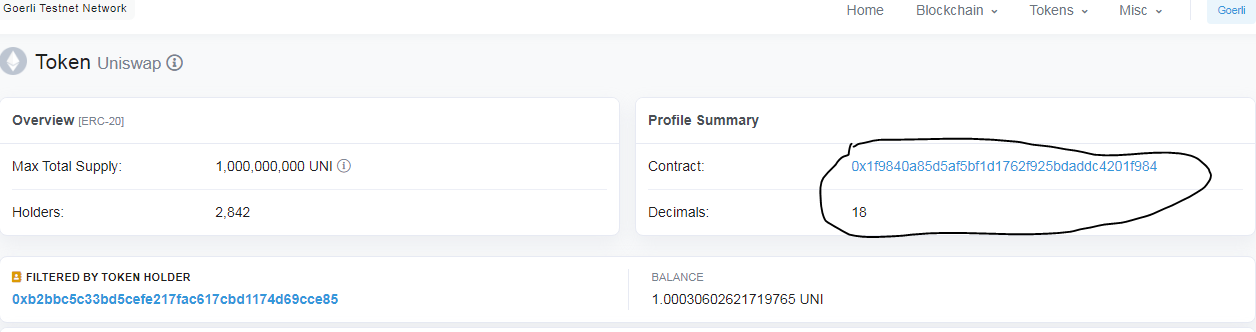 Goerli Testnet Network
Home Blockchain Tokens Misc Goerli
Token Uniswap
Overview [ERC-20]
Max Total Supply: 1,000,000,000 UNI
Holders: 2,842
Profile Summary
Contract: 0x1f9840a85d5af5bf1d1762f925bdaddc4201f984
Decimals: 18
FILTERED BY TOKEN HOLDER
0xb2bbc5c33bd5cefe217fac617cbd1174d69cce85
BALANCE
1.00030602621719765 UNI